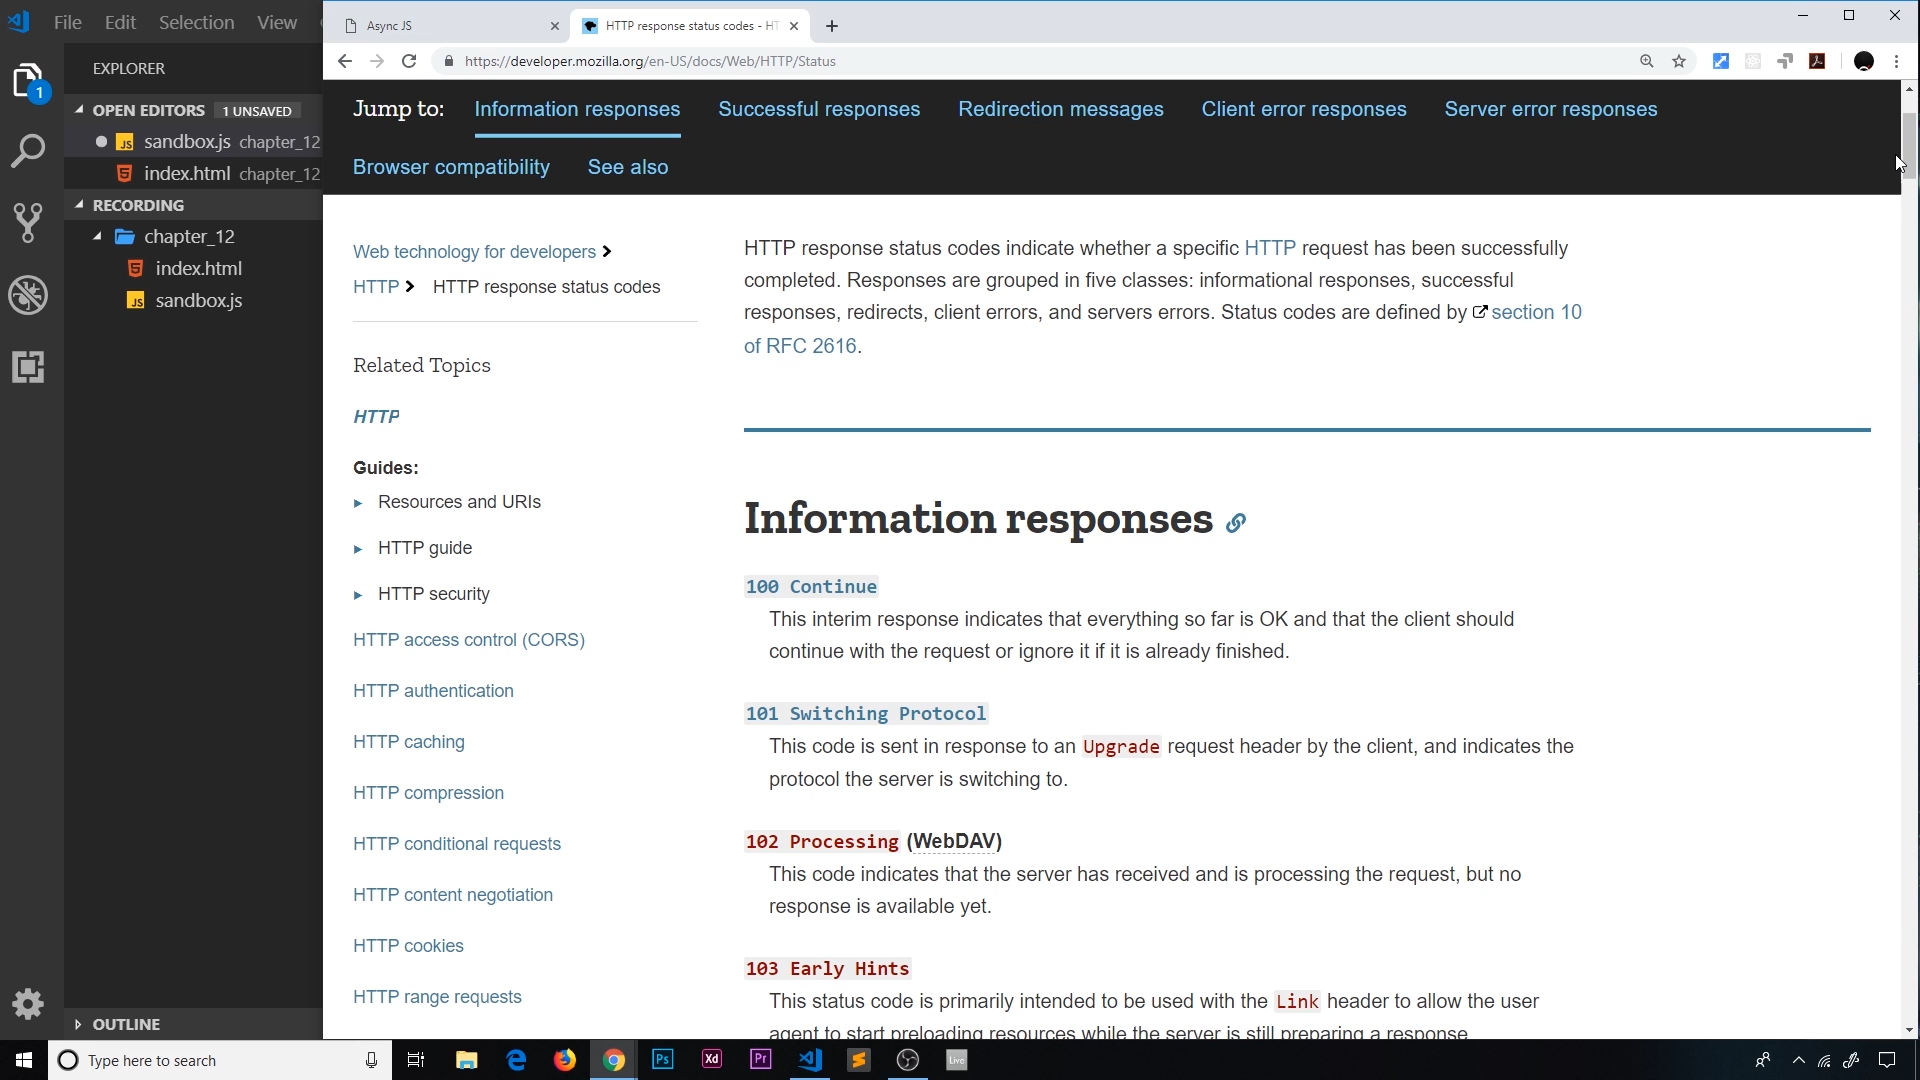 File Edit Selection View
Async JS
HTTP response status codes - HT
https://developer.mozilla.org/en-US/docs/Web/HTTP/Status
EXPLORER
1
OPEN EDITORS 1 UNSAVED
JS sandbox.js chapter_12
index.html chapter_12
RECORDING
chapter_12
index.html
JS sandbox.js
OUTLINE
Jump to: Information responses Successful responses Redirection messages Client error responses Server error responses
Browser compatibility See also
Web technology for developers
HTTP HTTP response status codes
Related Topics
HTTP
Guides:
Resources and URIs
HTTP guide
HTTP security
HTTP access control (CORS)
HTTP authentication
HTTP caching
HTTP compression
HTTP conditional requests
HTTP content negotiation
HTTP cookies
HTTP range requests
HTTP response status codes indicate whether a specific HTTP request has been successfully
completed. Responses are grouped in five classes: informational responses, successful
responses, redirects, client errors, and servers errors. Status codes are defined by section 10
of RFC 2616.
Information responses
100 Continue
This interim response indicates that everything so far is OK and that the client should
continue with the request or ignore it if it is already finished.
101 Switching Protocol
This code is sent in response to an Upgrade request header by the client, and indicates the
protocol the server is switching to.
102 Processing (WebDAV)
This code indicates that the server has received and is processing the request, but no
response is available yet.
103 Early Hints
This status code is primarily intended to be used with the Link header to allow the user
agent to start preloading resources while the server is still preparing a response
Type here to search
Ps
Xd
Pr
Live